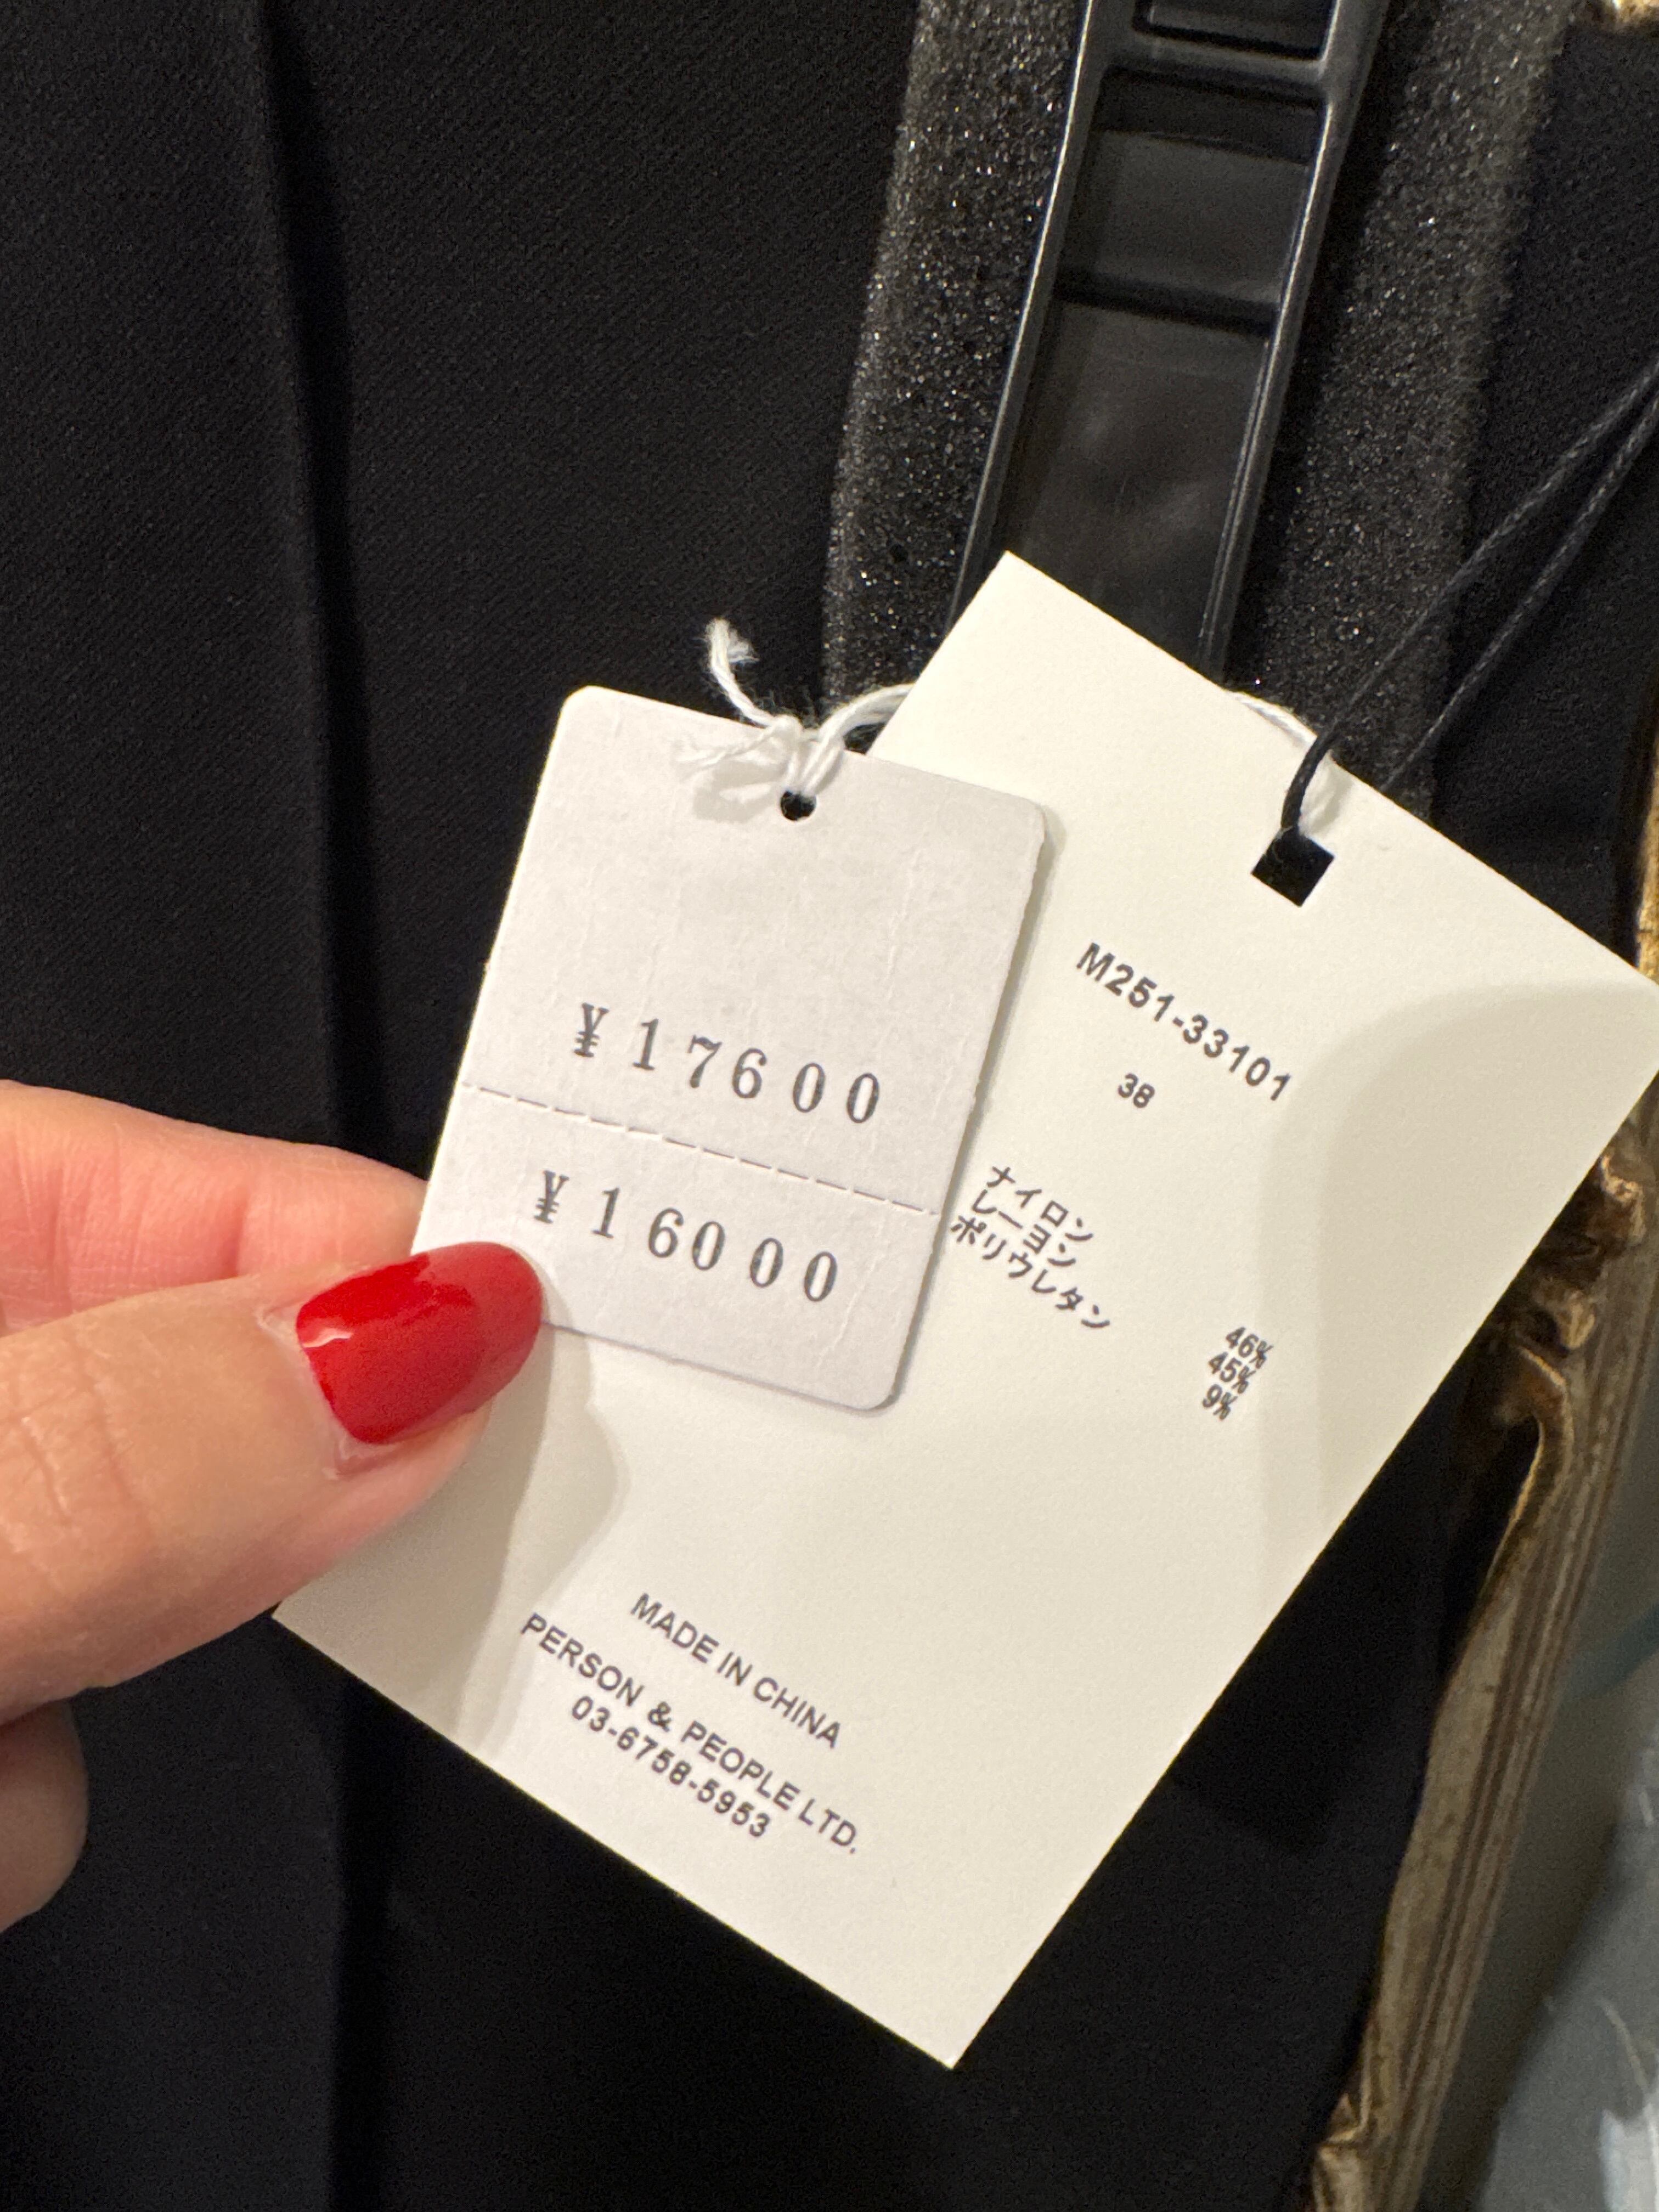 ¥17600
¥16000
M251-33101
38
ナイロン 46%
レーヨン 45%
ポリウレタン 9%
MADE IN CHINA
PERSON & PEOPLE LTD.
03-6758-5953